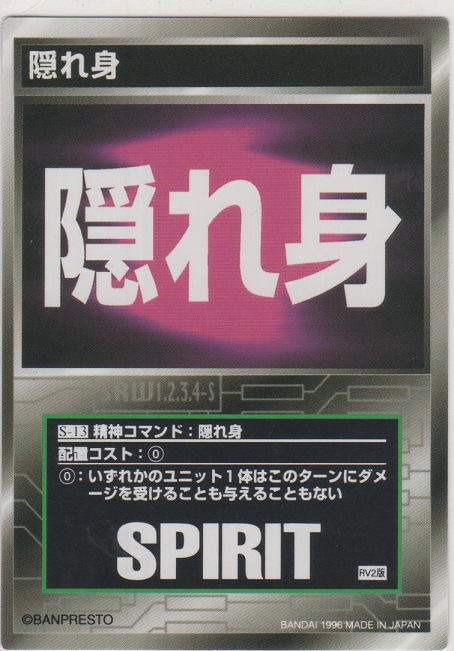 隠れ身
隠れ身
SRW1.2.3.4-S
S-13 精神コマンド：隠れ身
配置コスト：⓪
⓪：いずれかのユニット1体はこのターンにダメ
ージを受けることも与えることもない
SPIRIT
RV2版
©BANPRESTO
BANDAI 1996 MADE IN JAPAN